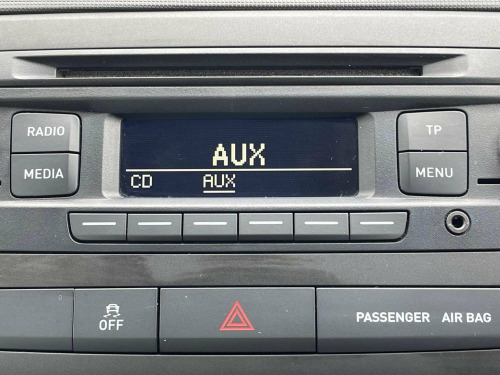 RADIO
MEDIA
AUX
CD AUX
TP
MENU
OFF
PASSENGER AIR BAG